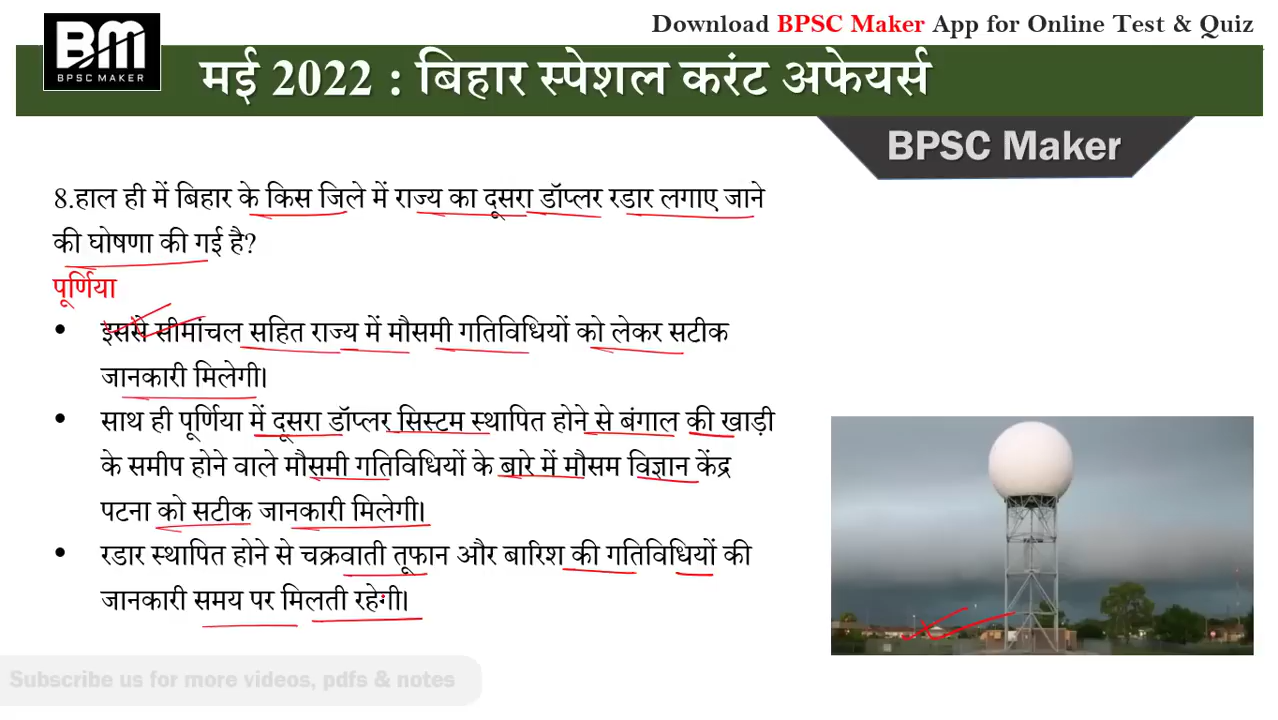 Download BPSC Maker App for Online Test & Quiz
BM
BPSC MAKER
मई 2022 : बिहार स्पेशल करंट अफेयर्स
BPSC Maker
8.हाल ही में बिहार के किस जिले में राज्य का दूसरा डॉप्लर रडार लगाए जाने
की घोषणा की गई है?
पूर्णिया
• इससे सीमांचल सहित राज्य में मौसमी गतिविधियों को लेकर सटीक
जानकारी मिलेगी।
• साथ ही पूर्णिया में दूसरा डॉप्लर सिस्टम स्थापित होने से बंगाल की खाड़ी
के समीप होने वाले मौसमी गतिविधियों के बारे में मौसम विज्ञान केंद्र
पटना को सटीक जानकारी मिलेगी।
• रडार स्थापित होने से चक्रवाती तूफान और बारिश की गतिविधियों की
जानकारी समय पर मिलती रहेगी।
Subscribe us for more videos, pdfs & notes